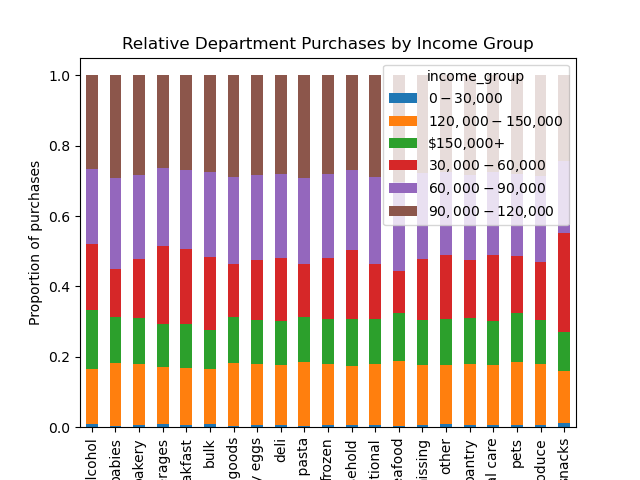 Relative Department Purchases by Income Group
income_group
0 − 30,000
120,000 − 150,000
$150,000+
30,000 − 60,000
60,000 − 90,000
90,000 − 120,000
Proportion of purchases
1.0
0.8
0.6
0.4
0.2
0.0
lcohol
babies
bakery
rages
akfast
bulk
goods
y eggs
deli
pasta
frozen
ehold
tional
eafood
issing
other
pantry
l care
pets
oduce
snacks